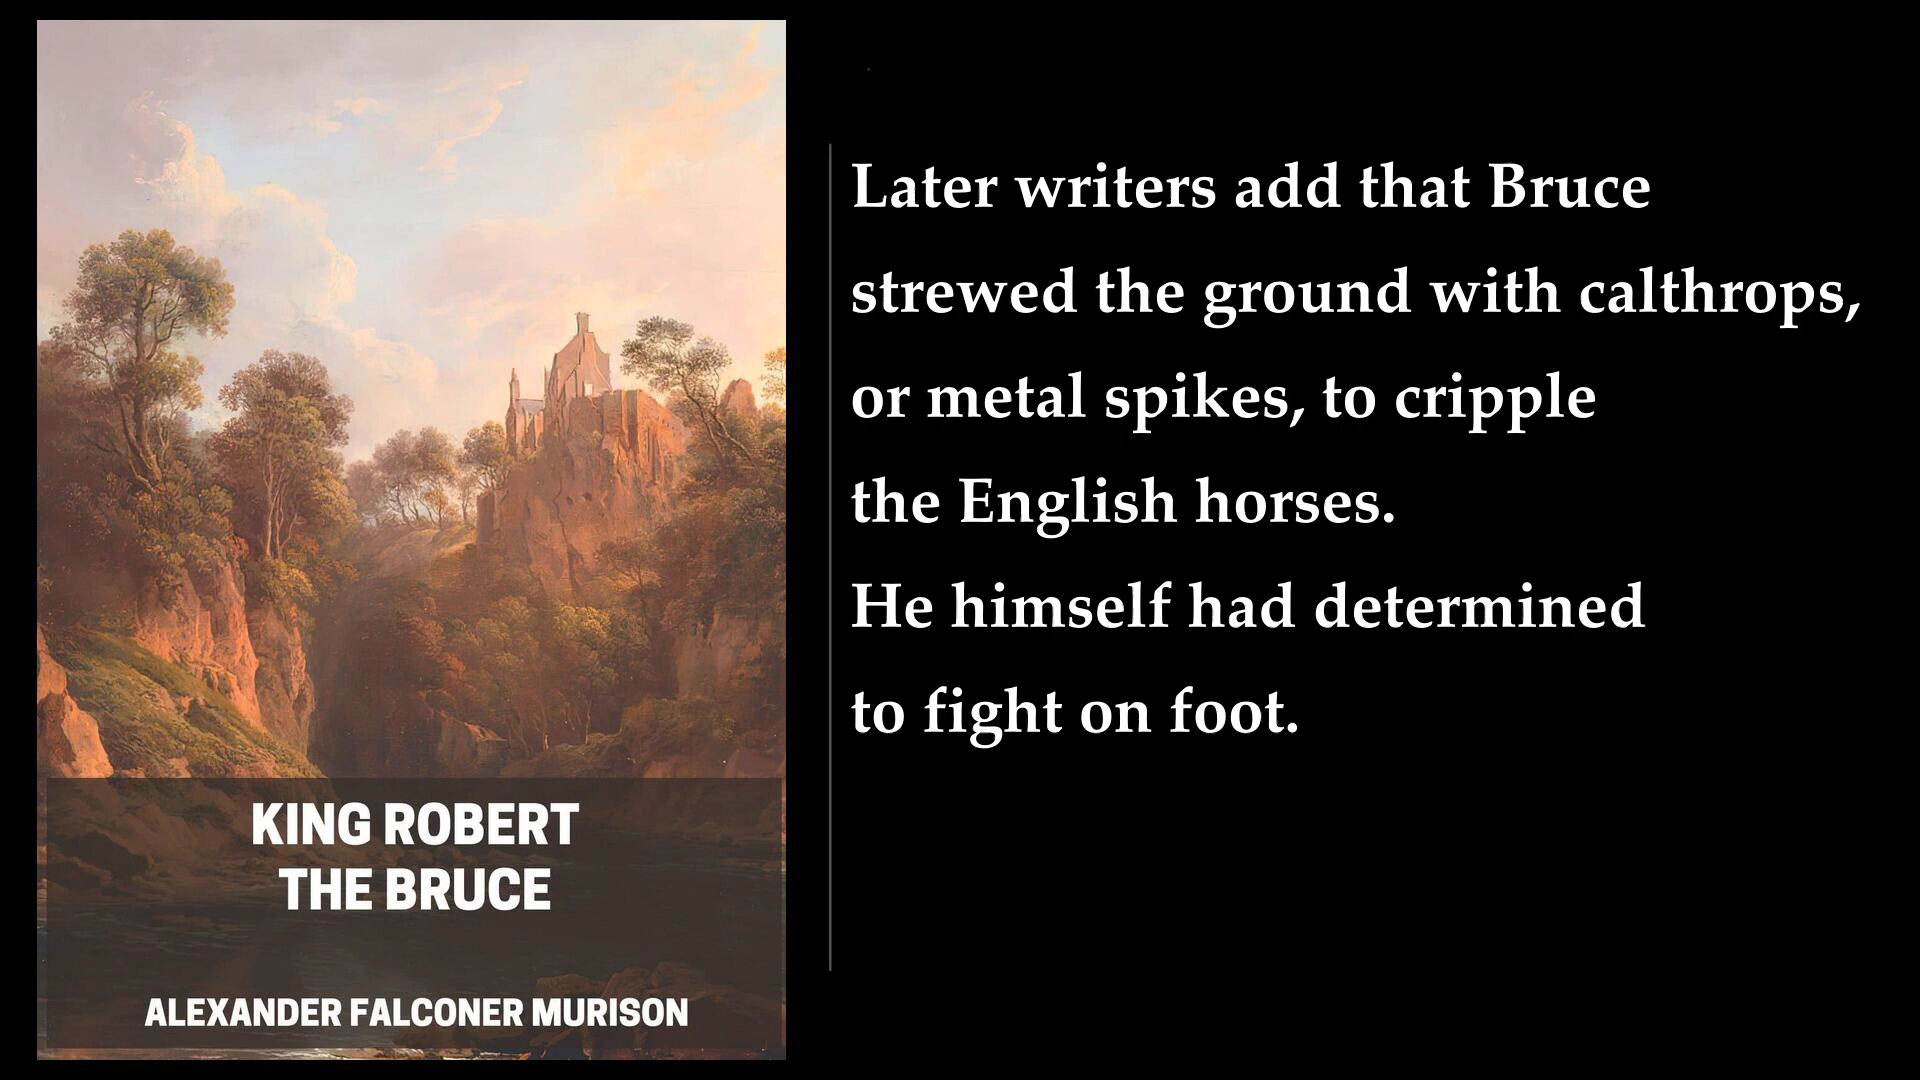 KING ROBERT
THE BRUCE
ALEXANDER FALCONER MURISON
Later writers add that Bruce
strewed the ground with calthrops,
or metal spikes, to cripple
the English horses.
He himself had determined
to fight on foot.